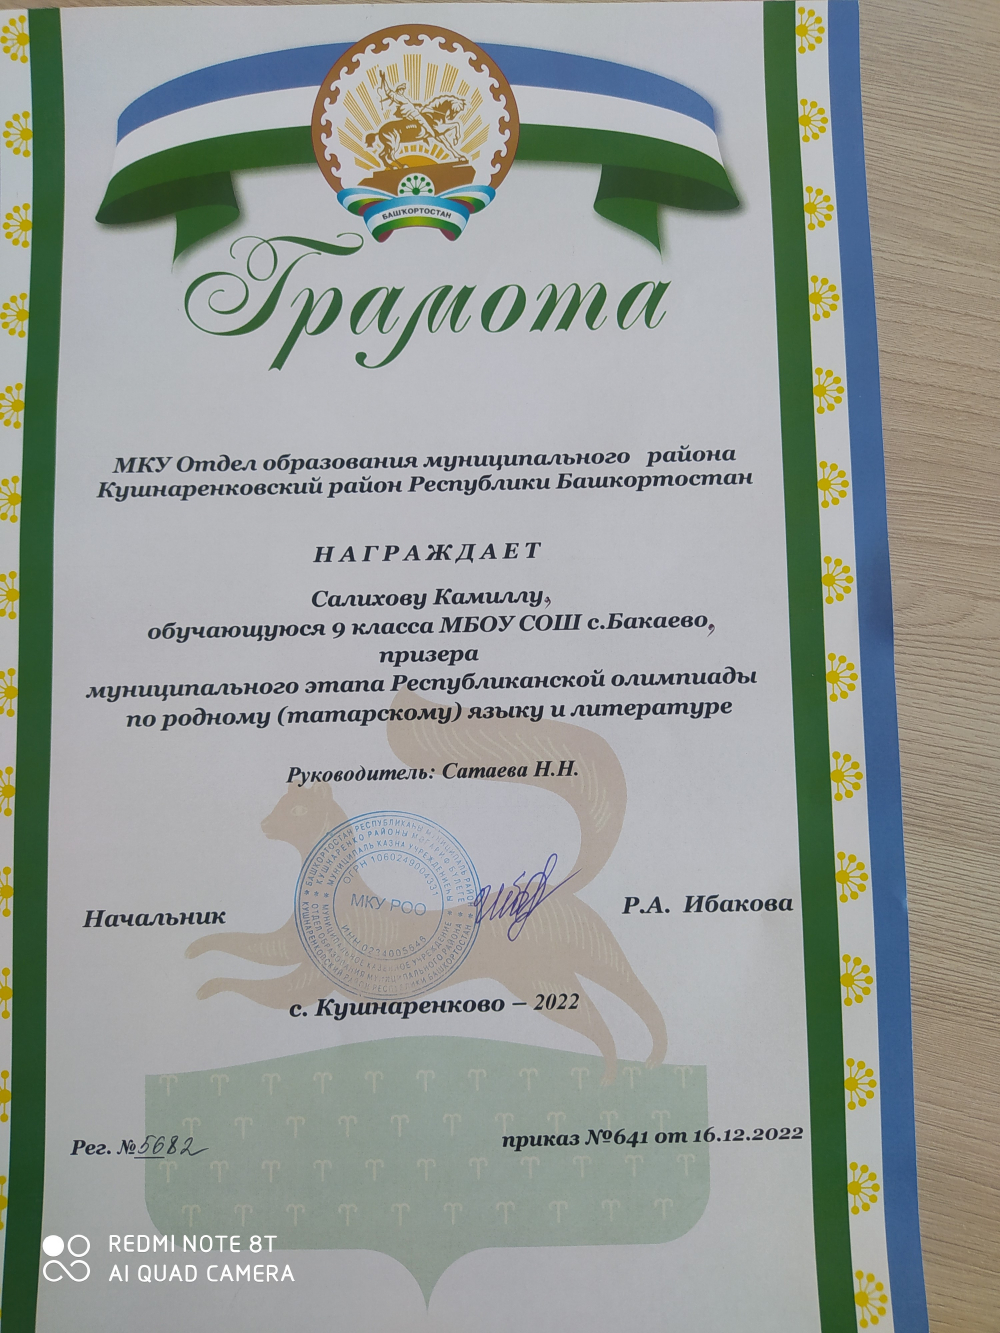 БАШҠОРТОСТАН
Грамота
МКУ Отдел образования муниципального района
Кушнаренковский район Республики Башкортостан
НАГРАЖДАЕТ
Салихову Камиллу,
обучающуюся 9 класса МБОУ СОШ с.Бакаево,
призера
муниципального этапа Республиканской олимпиады
по родному (татарскому) языку и литературе
Руководитель: Сатаева Н.Н.
МКУ РОО
Начальник
Р.А. Ибакова
с. Кушнаренково – 2022
Рег. №5682
приказ №641 от 16.12.2022
REDMI NOTE 8T
AI QUAD CAMERA